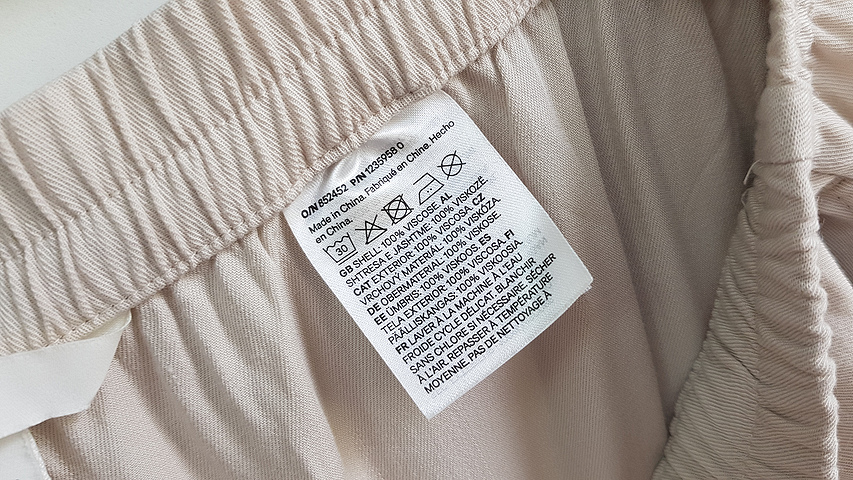 O/N 852452 P/N 1235958 0
Made in China. Fabriqué en Chine. Hecho
en China.
30
GB SHELL: 100% VISCOSE. AL
SHTRESA E JASHTME: 100% VISKOZË.
CAT EXTERIOR: 100% VISCOSA. CZ
VRCHOVÝ MATERIÁL: 100% VISKÓZA.
DE OBERMATERIAL: 100% VISKOSE.
EE ÜMBRIS: 100% VISKOOS. ES
TELA EXTERIOR: 100% VISCOSA. FI
PÄÄLLISKANGAS: 100% VISKOOSIA.
FR LAVER À LA MACHINE À L'EAU
FROIDE CYCLE DÉLICAT. BLANCHIR
SANS CHLORE SI NÉCESSAIRE. SÉCHER
À L'AIR. REPASSER À TEMPÉRATURE
MOYENNE. PAS DE NETTOYAGE À